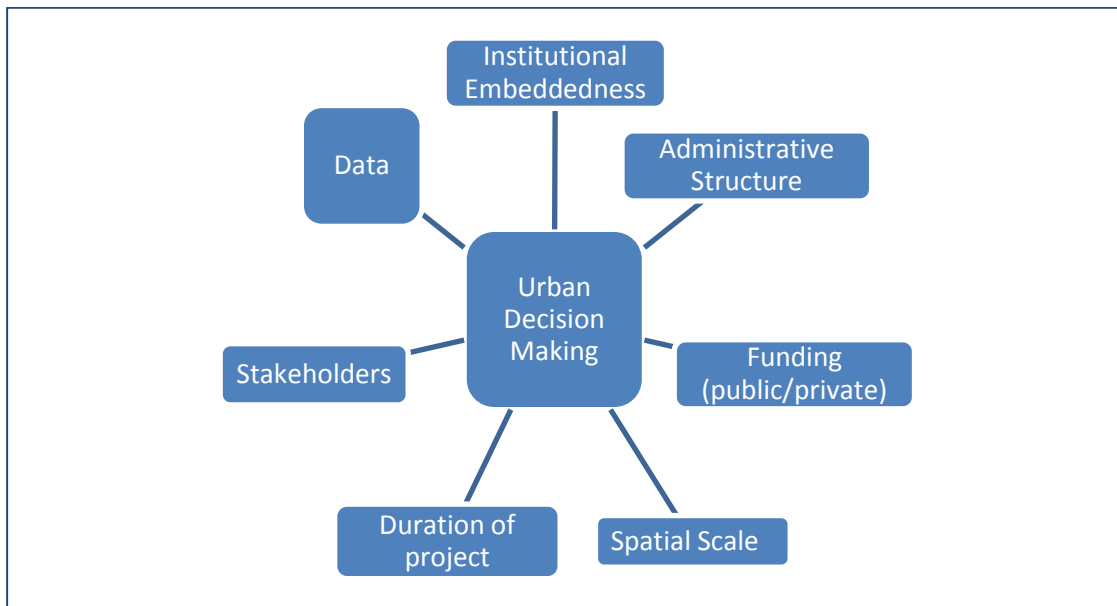 Institutional
Embeddedness
Administrative
Structure
Data
Urban
Decision
Making
Stakeholders
Funding
(public/private)
Duration of
project
Spatial Scale